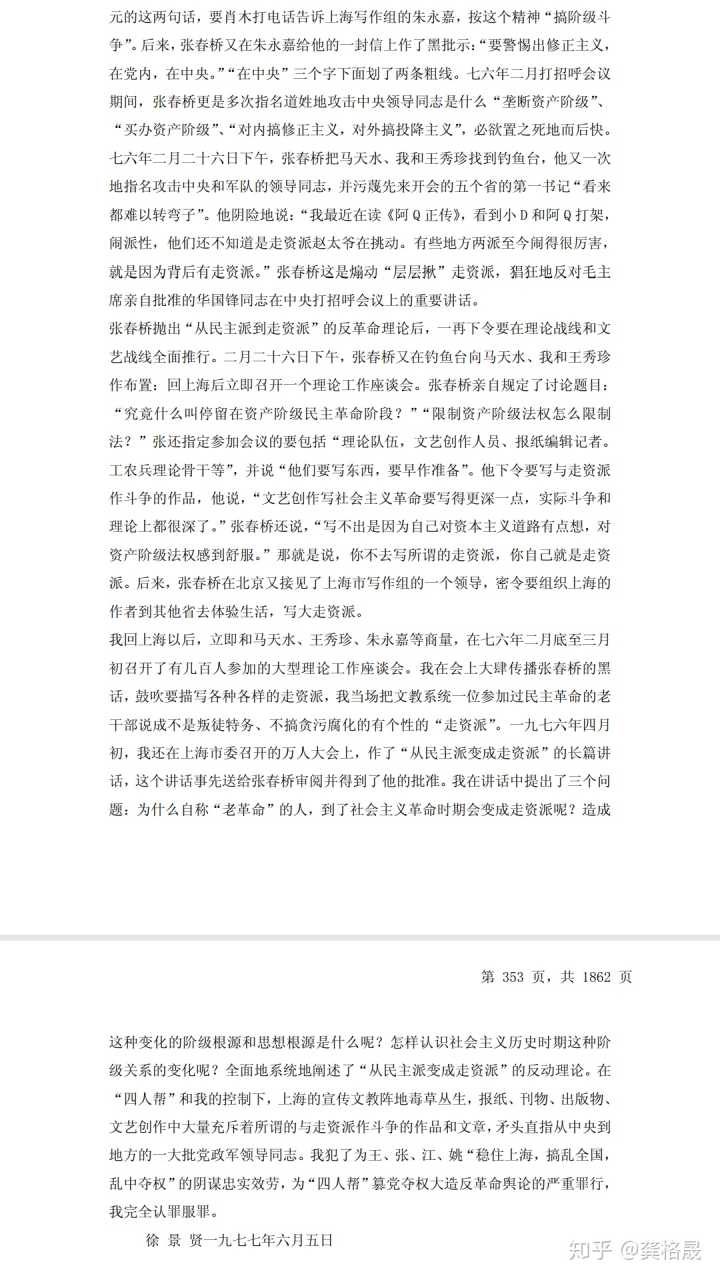 元的这两句话，要肖木打电话告诉上海写作组的朱永嘉，按这个精神“搞阶级斗
争”。后来，张春桥又在朱永嘉给他的一封信上作了黑批示：“要警惕出修正主义，
在党内，在中央。”“在中央”三个字下面划了两条粗线。七六年二月打招呼会议
期间，张春桥更是多次指名道姓地攻击中央领导同志是什么“垄断资产阶级”、
“买办资产阶级”、“对内搞修正主义，对外搞投降主义”，必欲置之死地而后快。
七六年二月二十六日下午，张春桥把马天水、我和王秀珍找到钓鱼台，他又一次
地指名攻击中央和军队的领导同志，并污蔑先来开会的五个省的第一书记“看来
都难以转弯子”。他阴险地说：“我最近在读《阿Q正传》，看到小D和阿Q打架，
闹派性，他们还不知道是走资派赵太爷在挑动。有些地方两派至今闹得很厉害，
就是因为背后有走资派。”张春桥这是煽动“层层揪”走资派，猖狂地反对毛主
席亲自批准的华国锋同志在中央打招呼会议上的重要讲话。
张春桥抛出“从民主派到走资派”的反革命理论后，一再下令要在理论战线和文
艺战线全面推行。二月二十六日下午，张春桥又在钓鱼台向马天水、我和王秀珍
作布置：回上海后立即召开一个理论工作座谈会。张春桥亲自规定了讨论题目：
“究竟什么叫停留在资产阶级民主革命阶段？”“限制资产阶级法权怎么限制
法？”张还指定参加会议的要包括“理论队伍，文艺创作人员、报纸编辑记者。
工农兵理论骨干等”，并说“他们要写东西，要早作准备”。他下令要写与走资派
作斗争的作品，他说，“文艺创作写社会主义革命要写得更深一点，实际斗争和
理论上都很深了。”张春桥还说，“写不出是因为自己对资本主义道路有点想，对
资产阶级法权感到舒服。”那就是说，你不去写所谓的走资派，你自己就是走资
派。后来，张春桥在北京又接见了上海市写作组的一个领导，密令要组织上海的
作者到其他省去体验生活，写大走资派。
我回上海以后，立即和马天水、王秀珍、朱永嘉等商量，在七六年二月底至三月
初召开了有几百人参加的大型理论工作座谈会。我在会上大肆传播张春桥的黑
话，鼓吹要描写各种各样的走资派，我当场把文教系统一位参加过民主革命的老
干部说成不是叛徒特务、不搞贪污腐化的有个性的“走资派”。一九七六年四月
初，我还在上海市委召开的万人大会上，作了“从民主派变成走资派”的长篇讲
话，这个讲话事先送给张春桥审阅并得到了他的批准。我在讲话中提出了三个问
题：为什么自称“老革命”的人，到了社会主义革命时期会变成走资派呢？造成
第 353 页，共 1862 页
这种变化的阶级根源和思想根源是什么呢？怎样认识社会主义历史时期这种阶
级关系的变化呢？全面地系统地阐述了“从民主派变成走资派”的反动理论。在
“四人帮”和我的控制下，上海的宣传文教阵地毒草丛生，报纸、刊物、出版物、
文艺创作中大量充斥着所谓的与走资派作斗争的作品和文章，矛头直指从中央到
地方的一大批党政军领导同志。我犯了为王、张、江、姚“稳住上海，搞乱全国，
乱中夺权”的阴谋忠实效劳，为“四人帮”篡党夺权大造反革命舆论的严重罪行，
我完全认罪服罪。
徐 景 贤一九七七年六月五日
知乎 @龚格晟